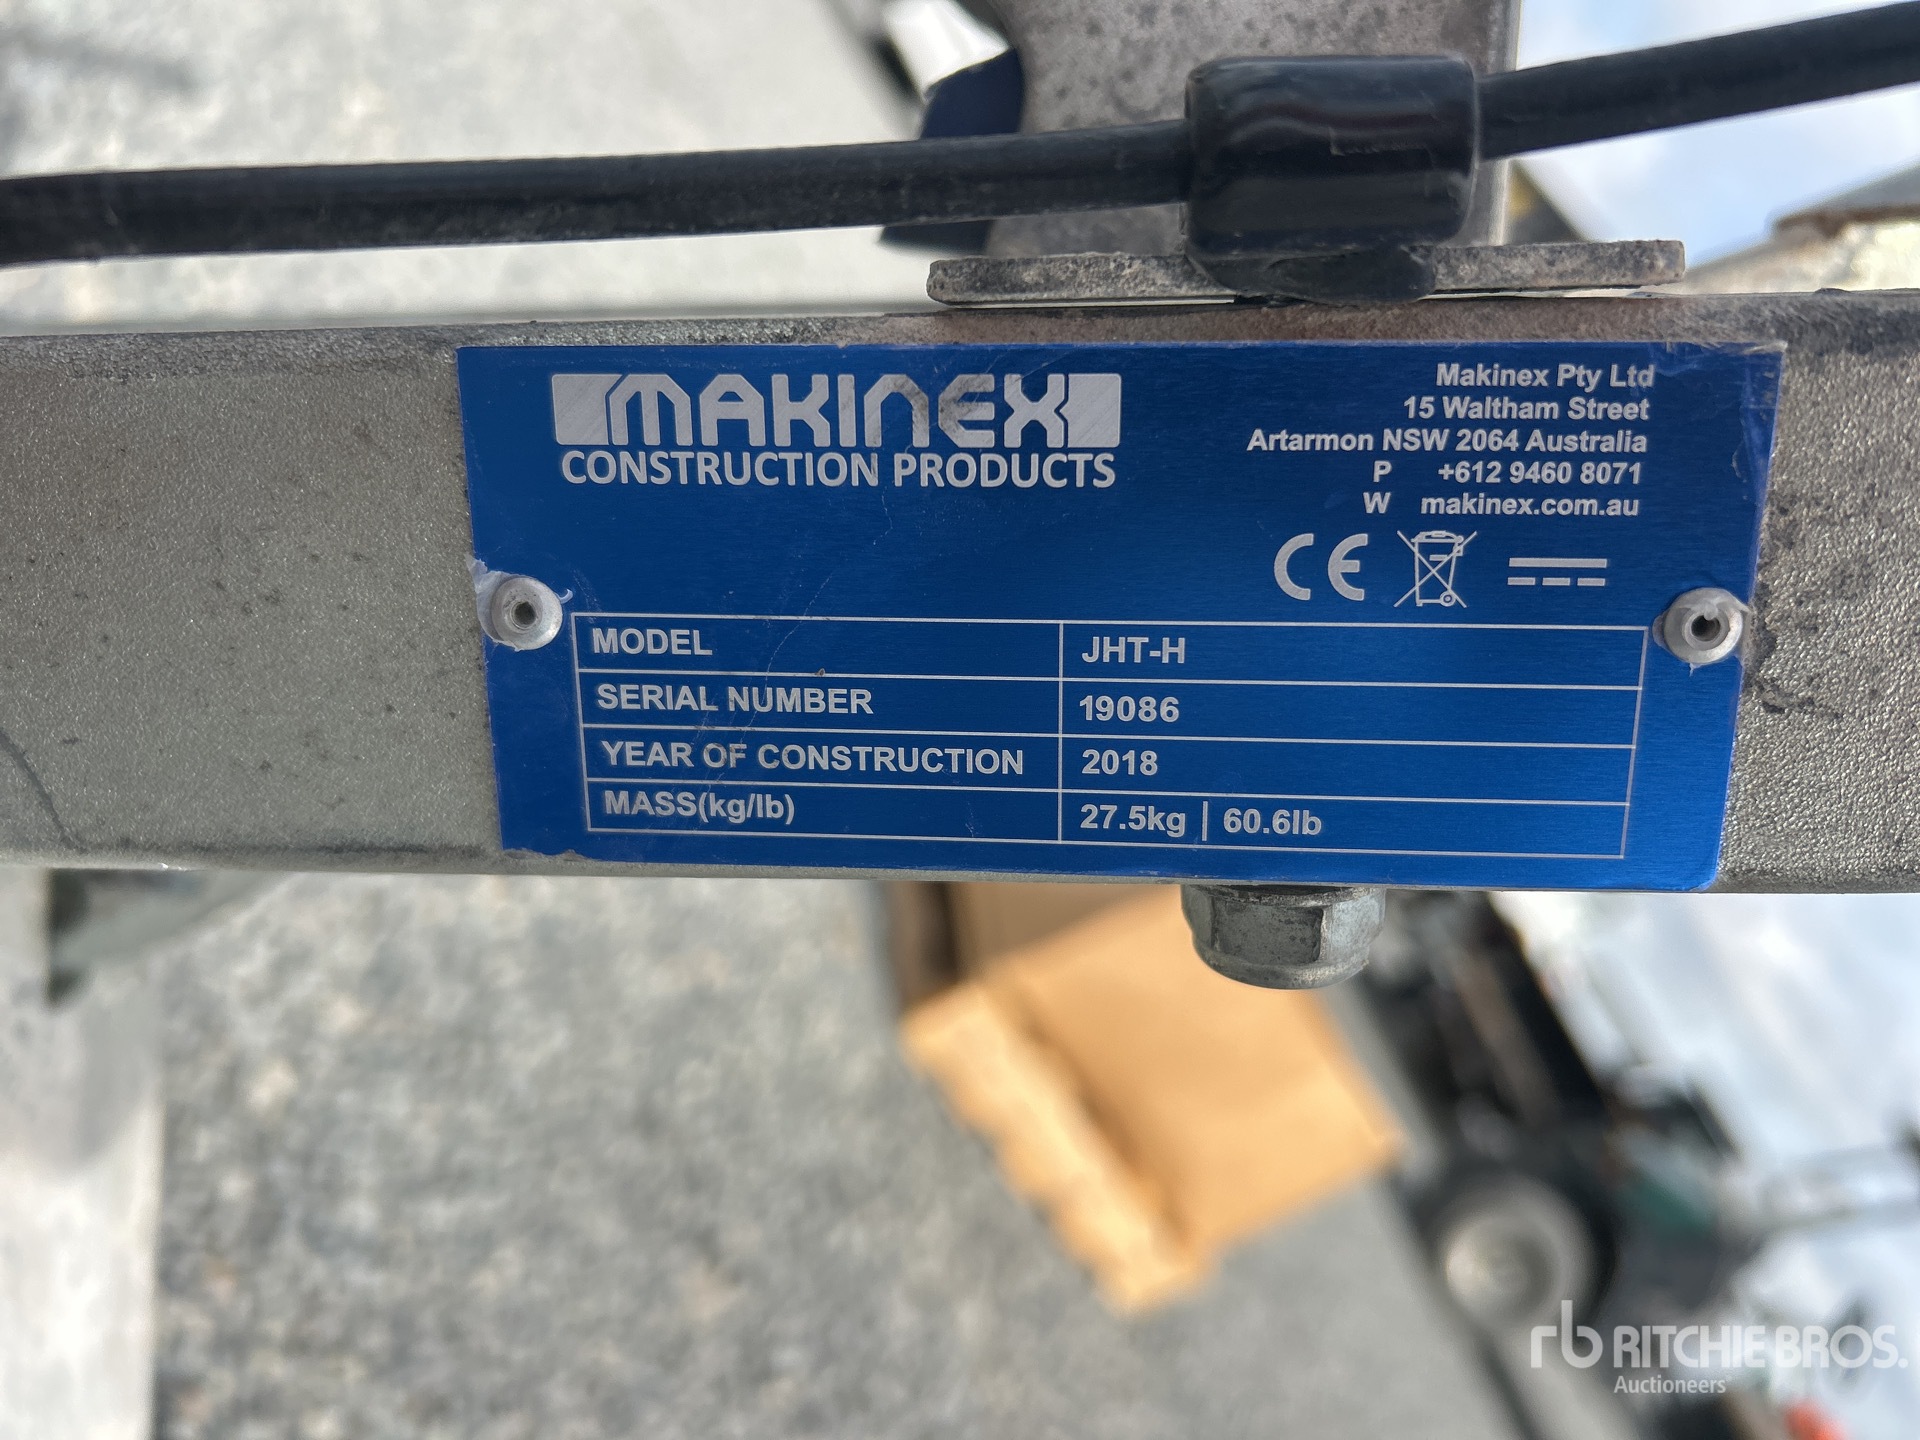 MAKINEX
CONSTRUCTION PRODUCTS
Makinex Pty Ltd
15 Waltham Street
Artarmon NSW 2064 Australia
P +612 9460 8071
W makinex.com.au
CE
MODEL JHT-H
SERIAL NUMBER 19086
YEAR OF CONSTRUCTION 2018
MASS(kg/lb) 27.5kg | 60.6lb
rb RITCHIE BROS.
Auctioneers